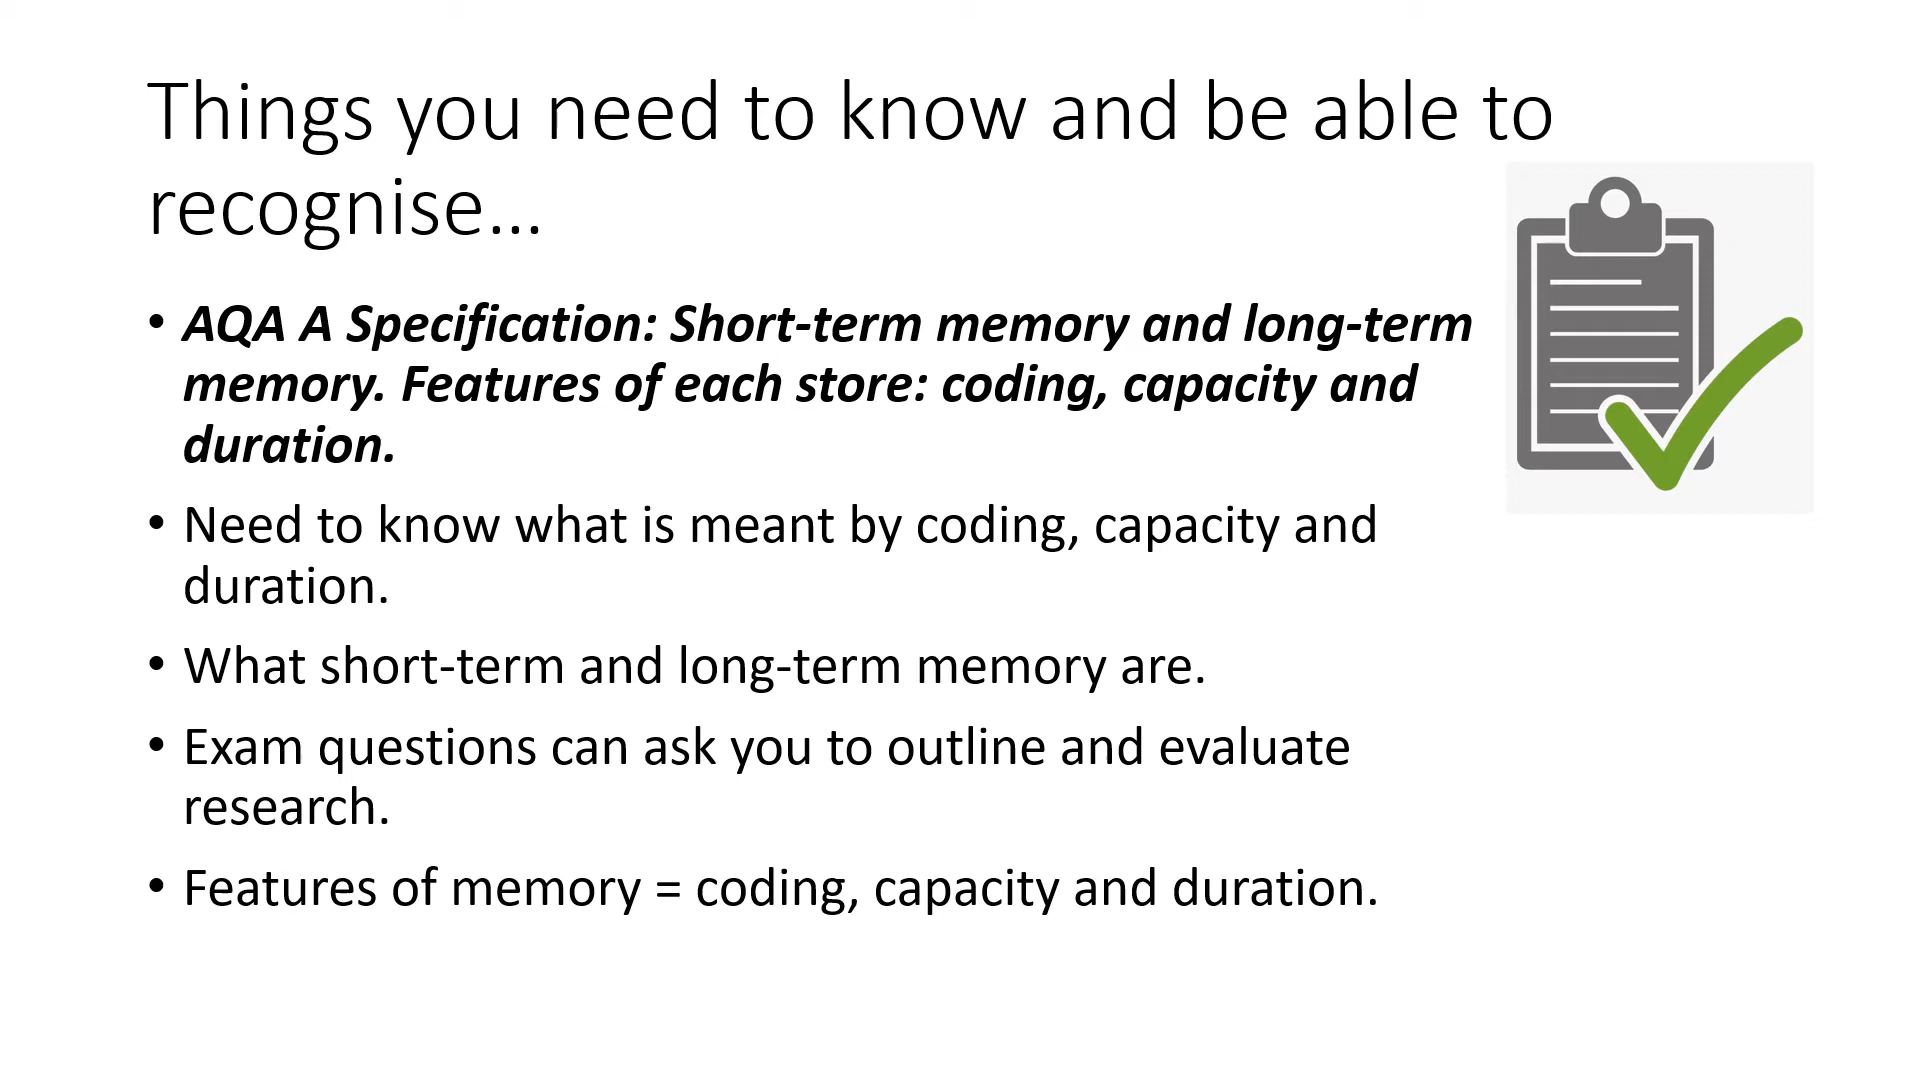 Things you need to know and be able to
recognise…
• AQA A Specification: Short-term memory and long-term
memory. Features of each store: coding, capacity and
duration.
• Need to know what is meant by coding, capacity and
duration.
• What short-term and long-term memory are.
• Exam questions can ask you to outline and evaluate
research.
• Features of memory = coding, capacity and duration.